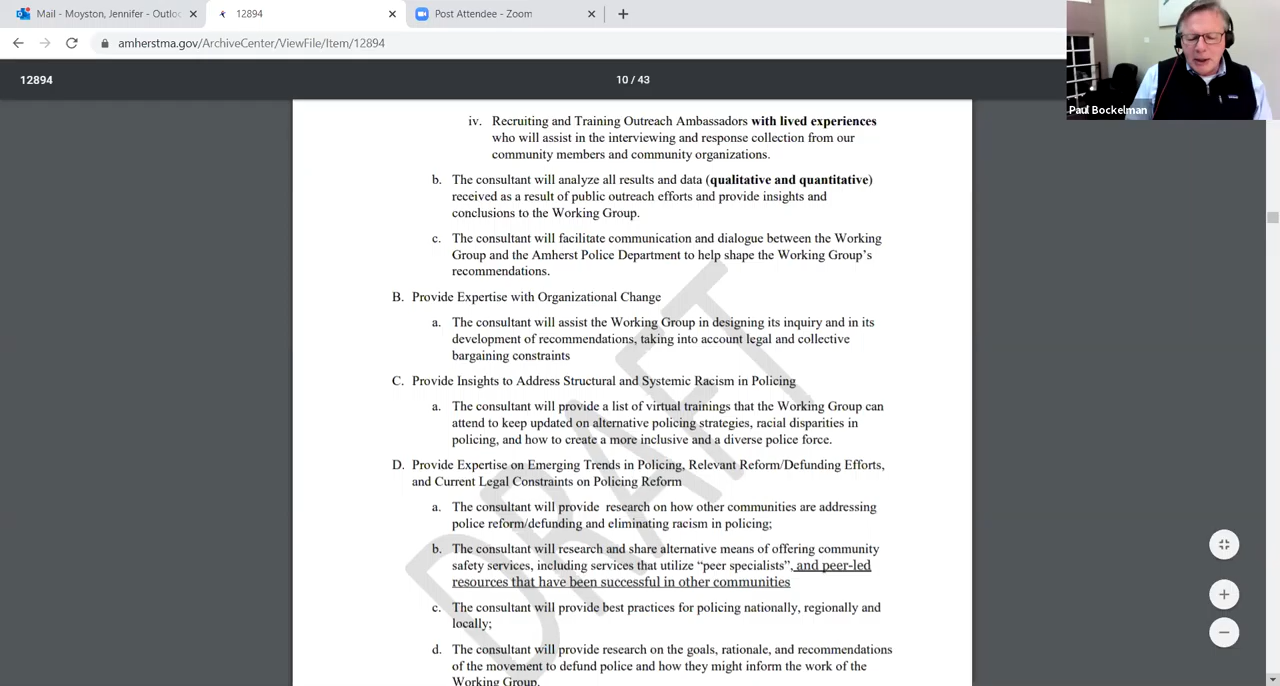 Mail - Moyston, Jennifer - Outloo
12894
Post Attendee - Zoom
amherstma.gov/ArchiveCenter/ViewFile/Item/12894
12894
10 / 43
Paul Bockelman
iv. Recruiting and Training Outreach Ambassadors with lived experiences
who will assist in the interviewing and response collection from our
community members and community organizations.
b. The consultant will analyze all results and data (qualitative and quantitative)
received as a result of public outreach efforts and provide insights and
conclusions to the Working Group.
c. The consultant will facilitate communication and dialogue between the Working
Group and the Amherst Police Department to help shape the Working Group's
recommendations.
B. Provide Expertise with Organizational Change
a. The consultant will assist the Working Group in designing its inquiry and in its
development of recommendations, taking into account legal and collective
bargaining constraints
C. Provide Insights to Address Structural and Systemic Racism in Policing
a. The consultant will provide a list of virtual trainings that the Working Group can
attend to keep updated on alternative policing strategies, racial disparities in
policing, and how to create a more inclusive and a diverse police force.
D. Provide Expertise on Emerging Trends in Policing, Relevant Reform/Defunding Efforts,
and Current Legal Constraints on Policing Reform
a. The consultant will provide research on how other communities are addressing
police reform/defunding and eliminating racism in policing;
b. The consultant will research and share alternative means of offering community
safety services, including services that utilize “peer specialists”, and peer-led
resources that have been successful in other communities
c. The consultant will provide best practices for policing nationally, regionally and
locally;
d. The consultant will provide research on the goals, rationale, and recommendations
of the movement to defund police and how they might inform the work of the
Working Group.
DRAFT